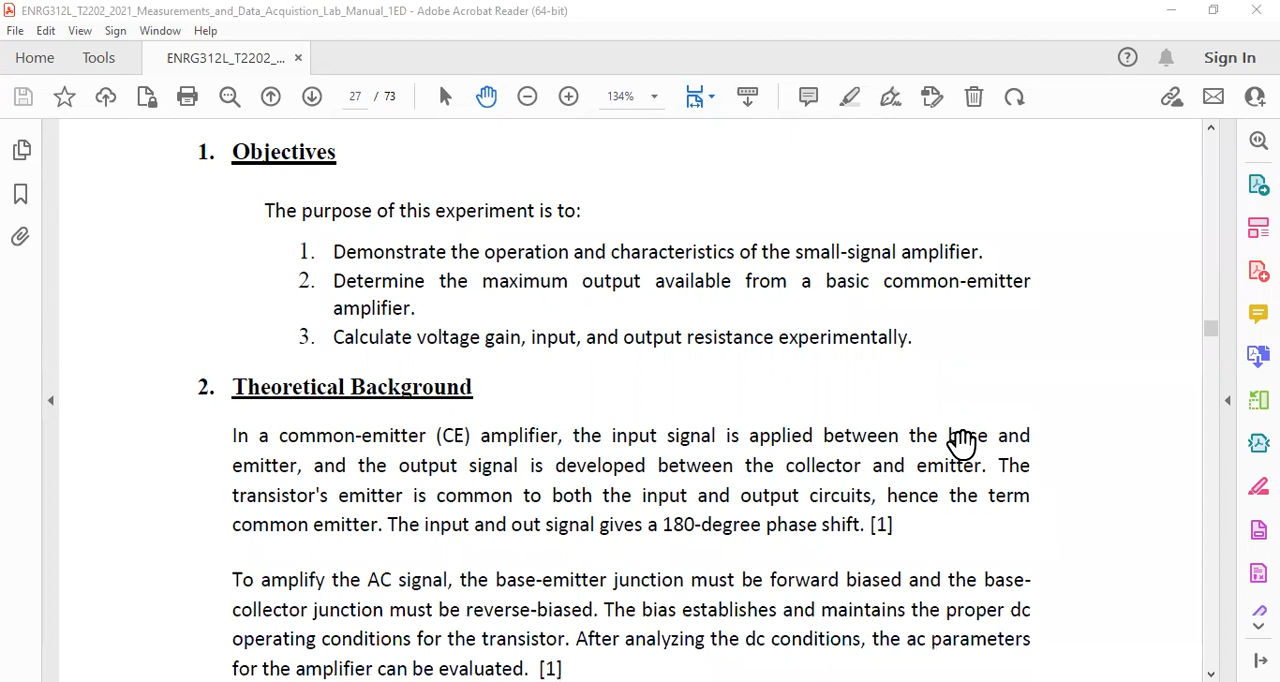 ENRG312L_T2202_2021_Measurements_and_Data_Acquistion_Lab_Manual_1ED - Adobe Acrobat Reader (64-bit)
File Edit View Sign Window Help
Home Tools ENRG312L_T2202_... × Sign In
27 / 73 134%
1. Objectives
The purpose of this experiment is to:
1. Demonstrate the operation and characteristics of the small-signal amplifier.
2. Determine the maximum output available from a basic common-emitter
amplifier.
3. Calculate voltage gain, input, and output resistance experimentally.
2. Theoretical Background
In a common-emitter (CE) amplifier, the input signal is applied between the base and
emitter, and the output signal is developed between the collector and emitter. The
transistor's emitter is common to both the input and output circuits, hence the term
common emitter. The input and out signal gives a 180-degree phase shift. [1]
To amplify the AC signal, the base-emitter junction must be forward biased and the base-
collector junction must be reverse-biased. The bias establishes and maintains the proper dc
operating conditions for the transistor. After analyzing the dc conditions, the ac parameters
for the amplifier can be evaluated. [1]